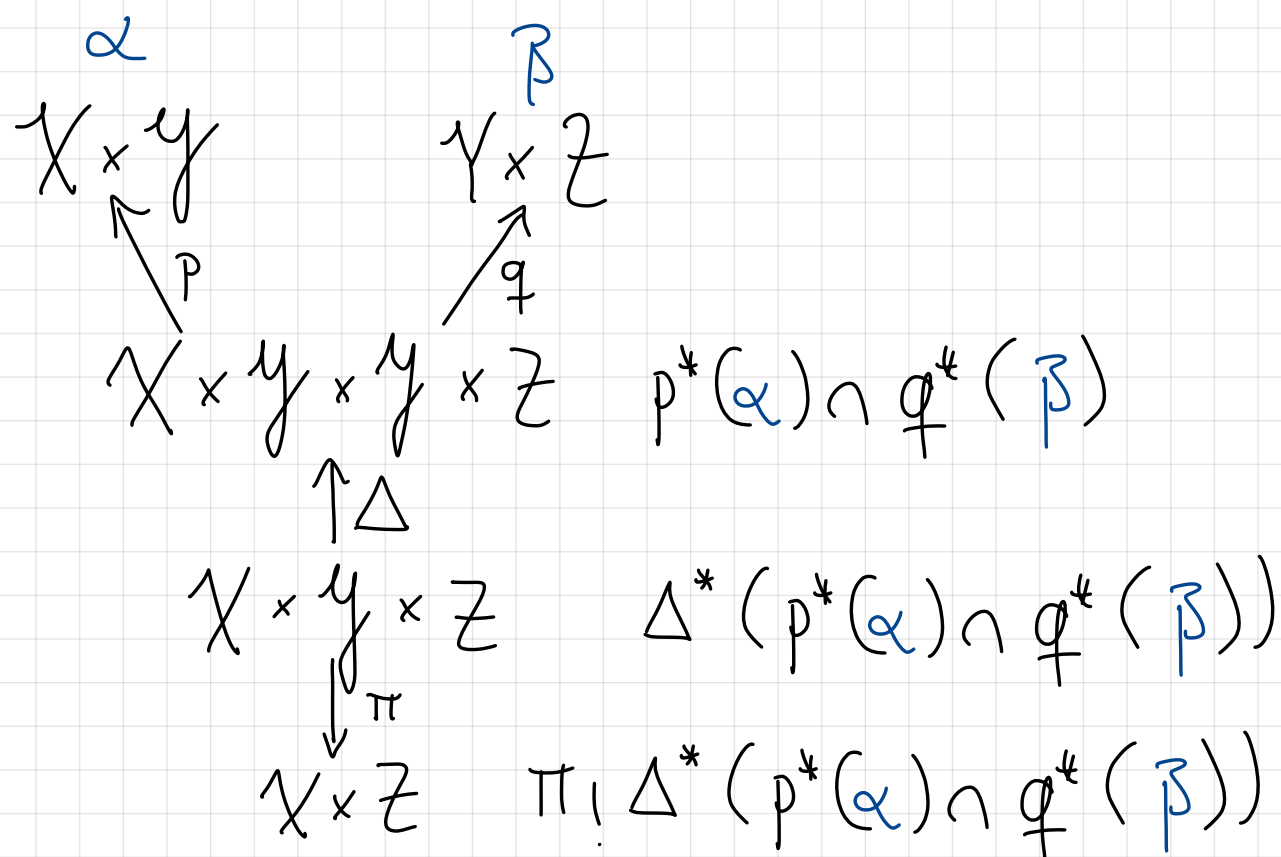 α β
X × Y Y × Z
p q
X × Y × Y × Z p*(α) ∩ q*(β)
Δ
X × Y × Z Δ*(p*(α) ∩ q*(β))
π
X × Z π! Δ*(p*(α) ∩ q*(β))